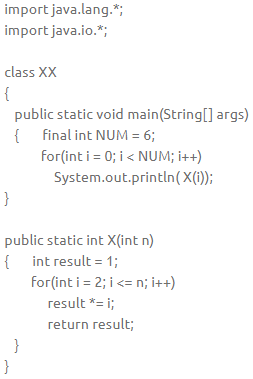 import java.lang.*;
import java.io.*;
class XX
{
public static void main(String[] args)
{ final int NUM = 6;
for(int i = 0; i < NUM; i++)
System.out.println( X(i));
}
public static int X(int n)
{ int result = 1;
for(int i = 2; i <= n; i++)
result *= i;
return result;
}
}